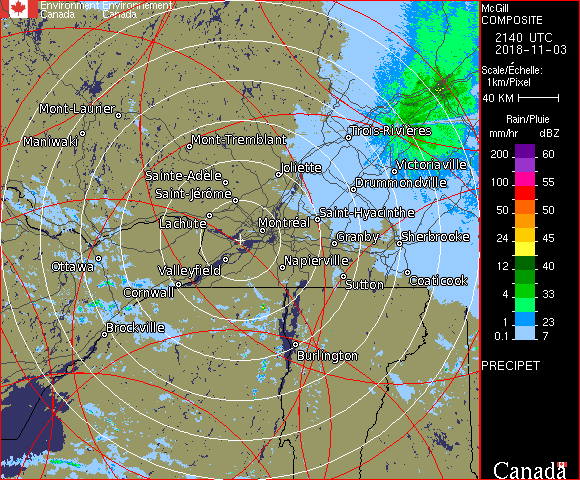 Environment Environnement
Canada Canada
McGill
COMPOSITE
2140 UTC
2018-11-03
Scale/Échelle:
1km/Pixel
40 KM
Rain/Pluie
mm/hr dBZ
200 60
100 55
50 50
24 45
12 40
4 33
1 23
0.1 7
PRECIPET
Canada
Mont-Laurier
Maniwaki
Mont-Tremblant
Trois-Rivières
Joliette
Victoriaville
Sainte-Adèle
Drummondville
Saint-Jérôme
Saint-Hyacinthe
Lachute
Montréal
Granby
Sherbrooke
Ottawa
Valleyfield
Napierville
Coaticook
Sutton
Cornwall
Brockville
Burlington